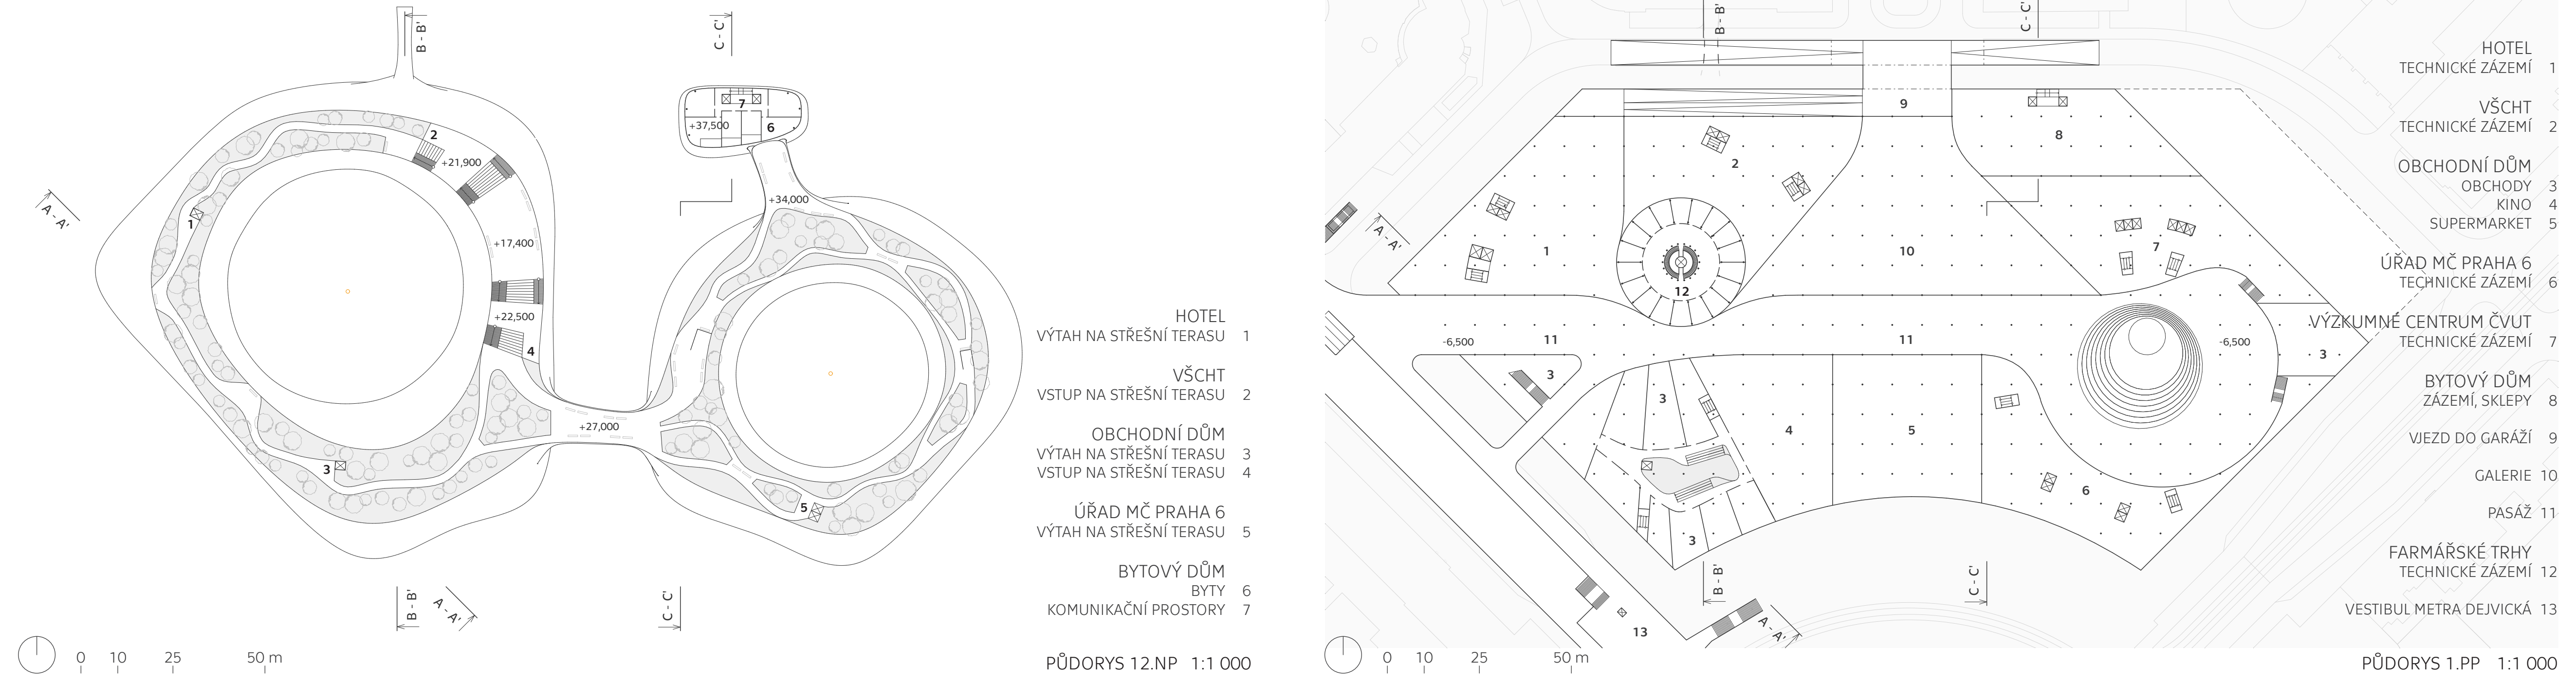 B - B'
C - C'
2
7
+37,500
6
+21,900
1
A - A'
+34,000
+17,400
+22,500
4
+27,000
3
5
B - B'
A - A'
C - C'
HOTEL
VÝTAH NA STŘEŠNÍ TERASU 1
VŠCHT
VSTUP NA STŘEŠNÍ TERASU 2
OBCHODNÍ DŮM
VÝTAH NA STŘEŠNÍ TERASU 3
VSTUP NA STŘEŠNÍ TERASU 4
ÚŘAD MČ PRAHA 6
VÝTAH NA STŘEŠNÍ TERASU 5
BYTOVÝ DŮM
BYTY 6
KOMUNIKAČNÍ PROSTORY 7
0 10 25 50 m
PŮDORYS 12.NP 1:1 000
B - B'
C - C'
9
8
2
A - A'
1
10
7
12
-6,500
11
11
-6,500
3
3
3
4
5
6
3
B - B'
C - C'
13
A - A'
HOTEL
TECHNICKÉ ZÁZEMÍ 1
VŠCHT
TECHNICKÉ ZÁZEMÍ 2
OBCHODNÍ DŮM
OBCHODY 3
KINO 4
SUPERMARKET 5
ÚŘAD MČ PRAHA 6
TECHNICKÉ ZÁZEMÍ 6
VÝZKUMNÉ CENTRUM ČVUT
TECHNICKÉ ZÁZEMÍ 7
BYTOVÝ DŮM
ZÁZEMÍ, SKLEPY 8
VJEZD DO GARÁŽÍ 9
GALERIE 10
PASÁŽ 11
FARMÁŘSKÉ TRHY
TECHNICKÉ ZÁZEMÍ 12
VESTIBUL METRA DEJVICKÁ 13
0 10 25 50 m
PŮDORYS 1.PP 1:1 000